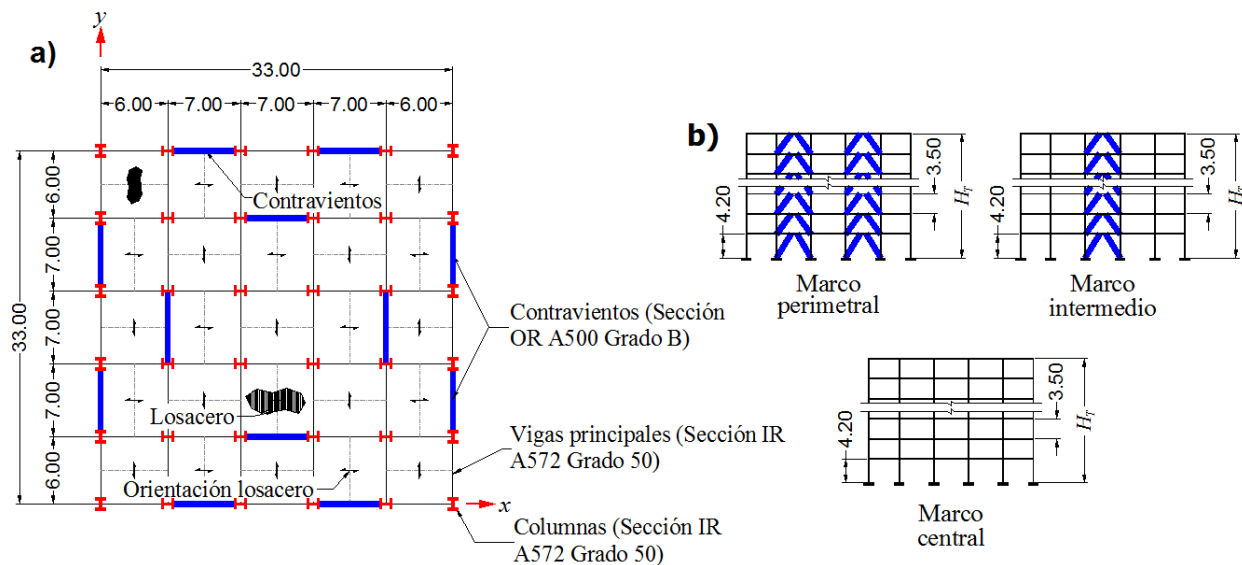 a)
y
33.00
6.00
7.00
7.00
7.00
6.00
33.00
6.00
7.00
7.00
7.00
6.00
Contravientos
Contravientos (Sección
OR A500 Grado B)
Losacero
Vigas principales (Sección IR
A572 Grado 50)
Orientación losacero
x
Columnas (Sección IR
A572 Grado 50)
b)
4.20
3.50
H_T
Marco
perimetral
4.20
3.50
H_T
Marco
intermedio
4.20
3.50
H_T
Marco
central